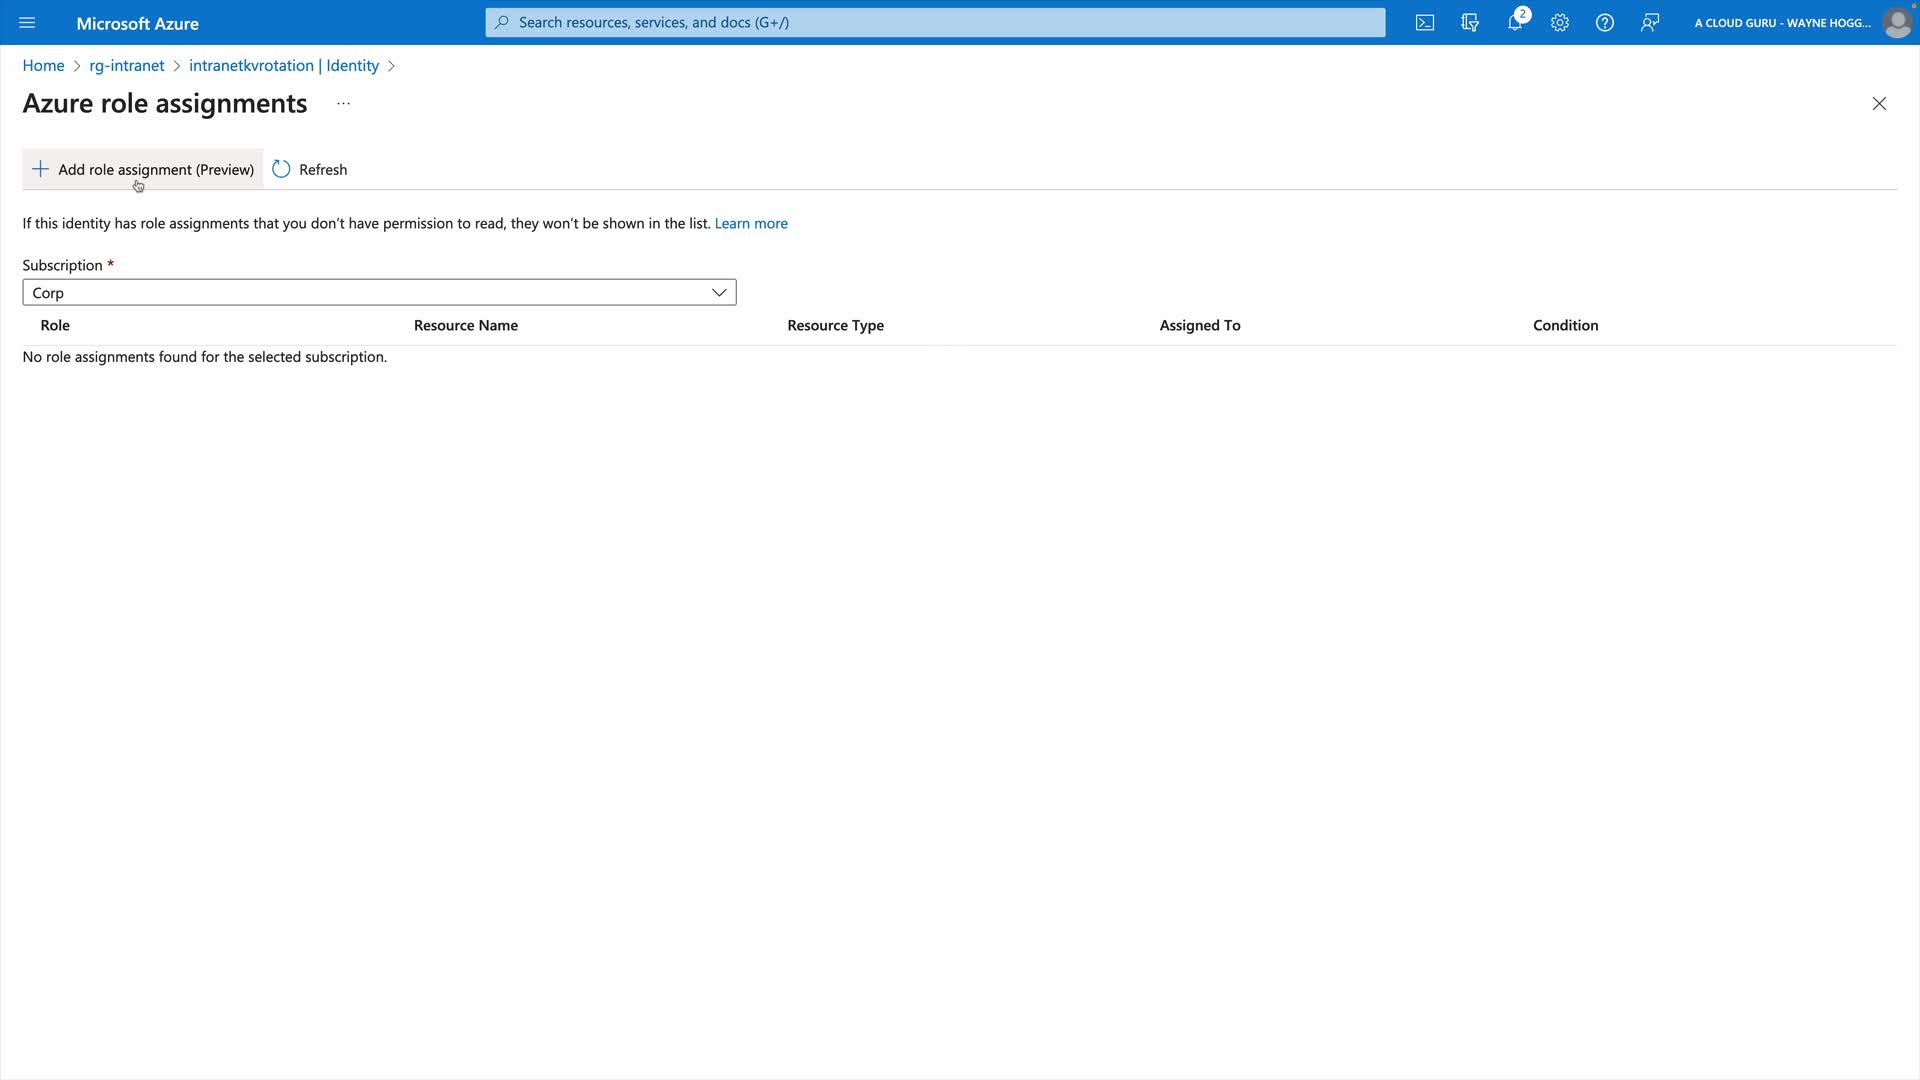 Microsoft Azure
Search resources, services, and docs (G+/)
2
A CLOUD GURU - WAYNE HOGG...
Home > rg-intranet > intranetkvrotation | Identity >
Azure role assignments ...
Add role assignment (Preview)
Refresh
If this identity has role assignments that you don’t have permission to read, they won’t be shown in the list. Learn more
Subscription *
Corp
Role Resource Name Resource Type Assigned To Condition
No role assignments found for the selected subscription.